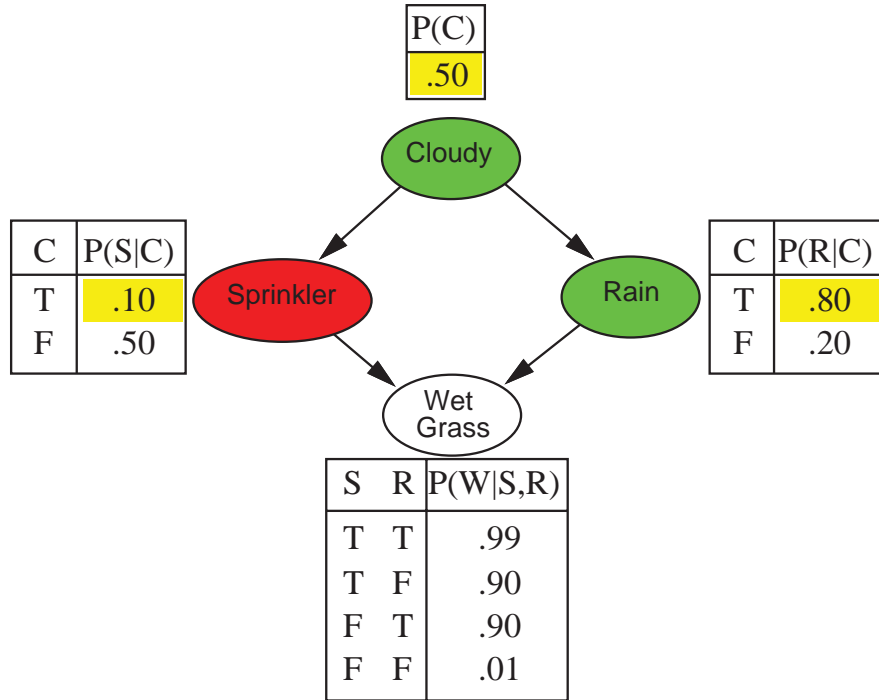 P(C)
.50
Cloudy
C P(S|C)
T .10
F .50
Sprinkler
Rain
C P(R|C)
T .80
F .20
Wet
Grass
S R P(W|S,R)
T T .99
T F .90
F T .90
F F .01